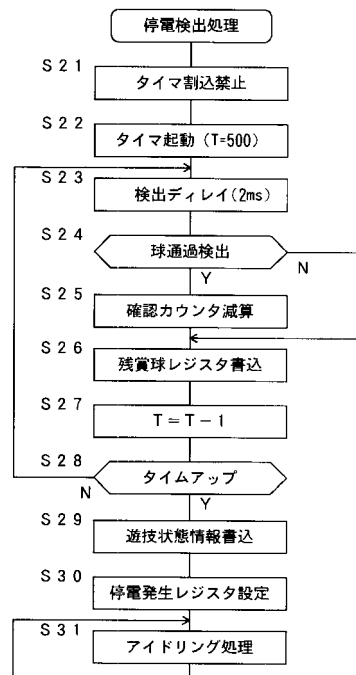 停電検出処理
S21
タイマ割込禁止
S22
タイマ起動（T=500）
S23
検出ディレイ(2ms)
S24
球通過検出
N
Y
S25
確認カウンタ減算
S26
残賞球レジスタ書込
S27
T＝T－1
S28
タイムアップ
N
Y
S29
遊技状態情報書込
S30
停電発生レジスタ設定
S31
アイドリング処理